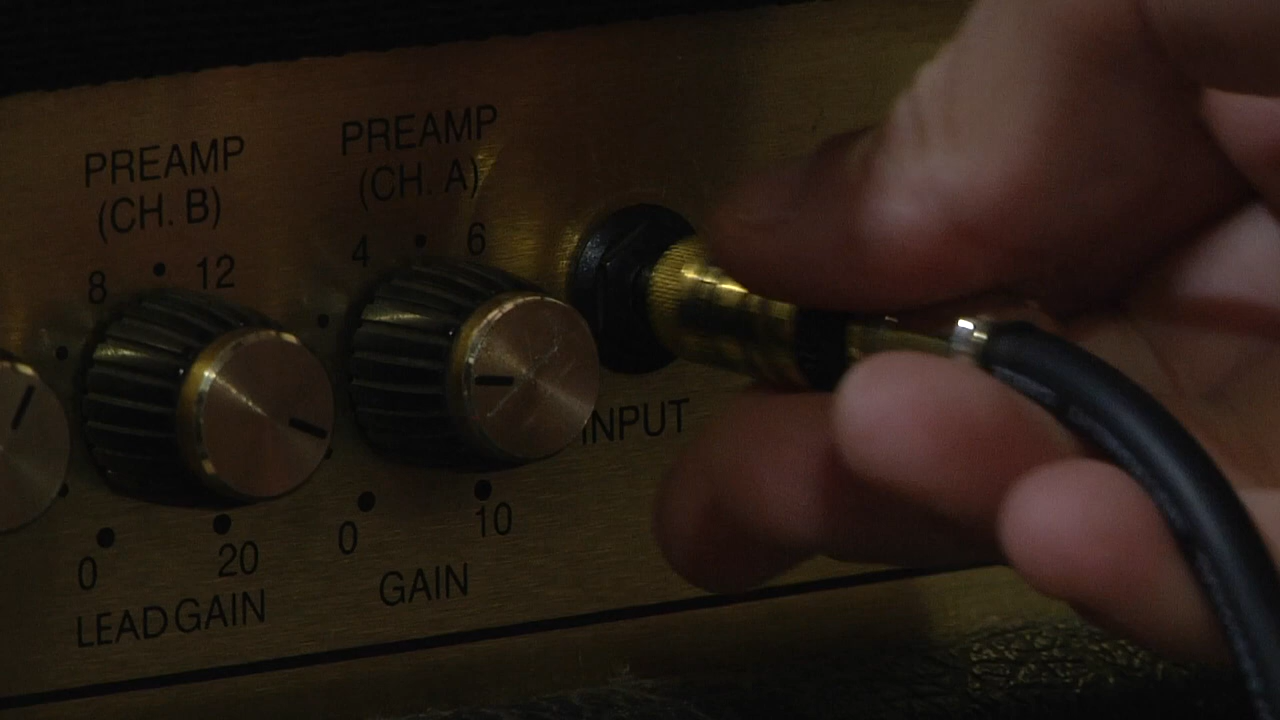 PREAMP
(CH. B)
8 12
0 20
LEAD GAIN
PREAMP
(CH. A)
4 6
0 10
GAIN
INPUT